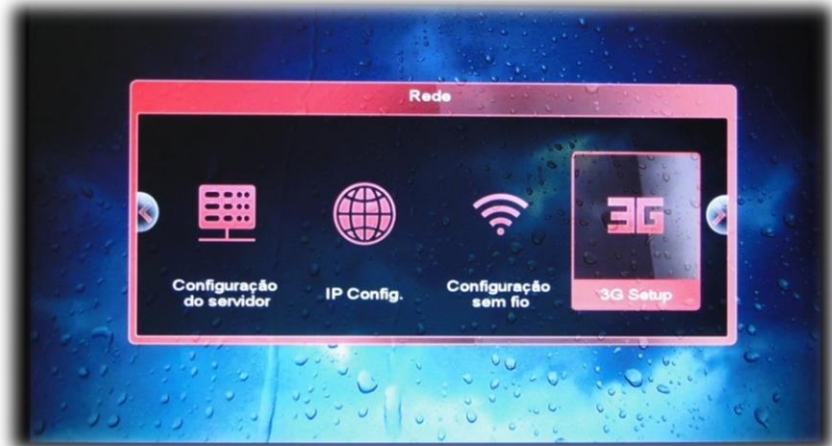 Rede
3G
Configuração
do servidor
IP Config.
Configuração
sem fio
3G Setup